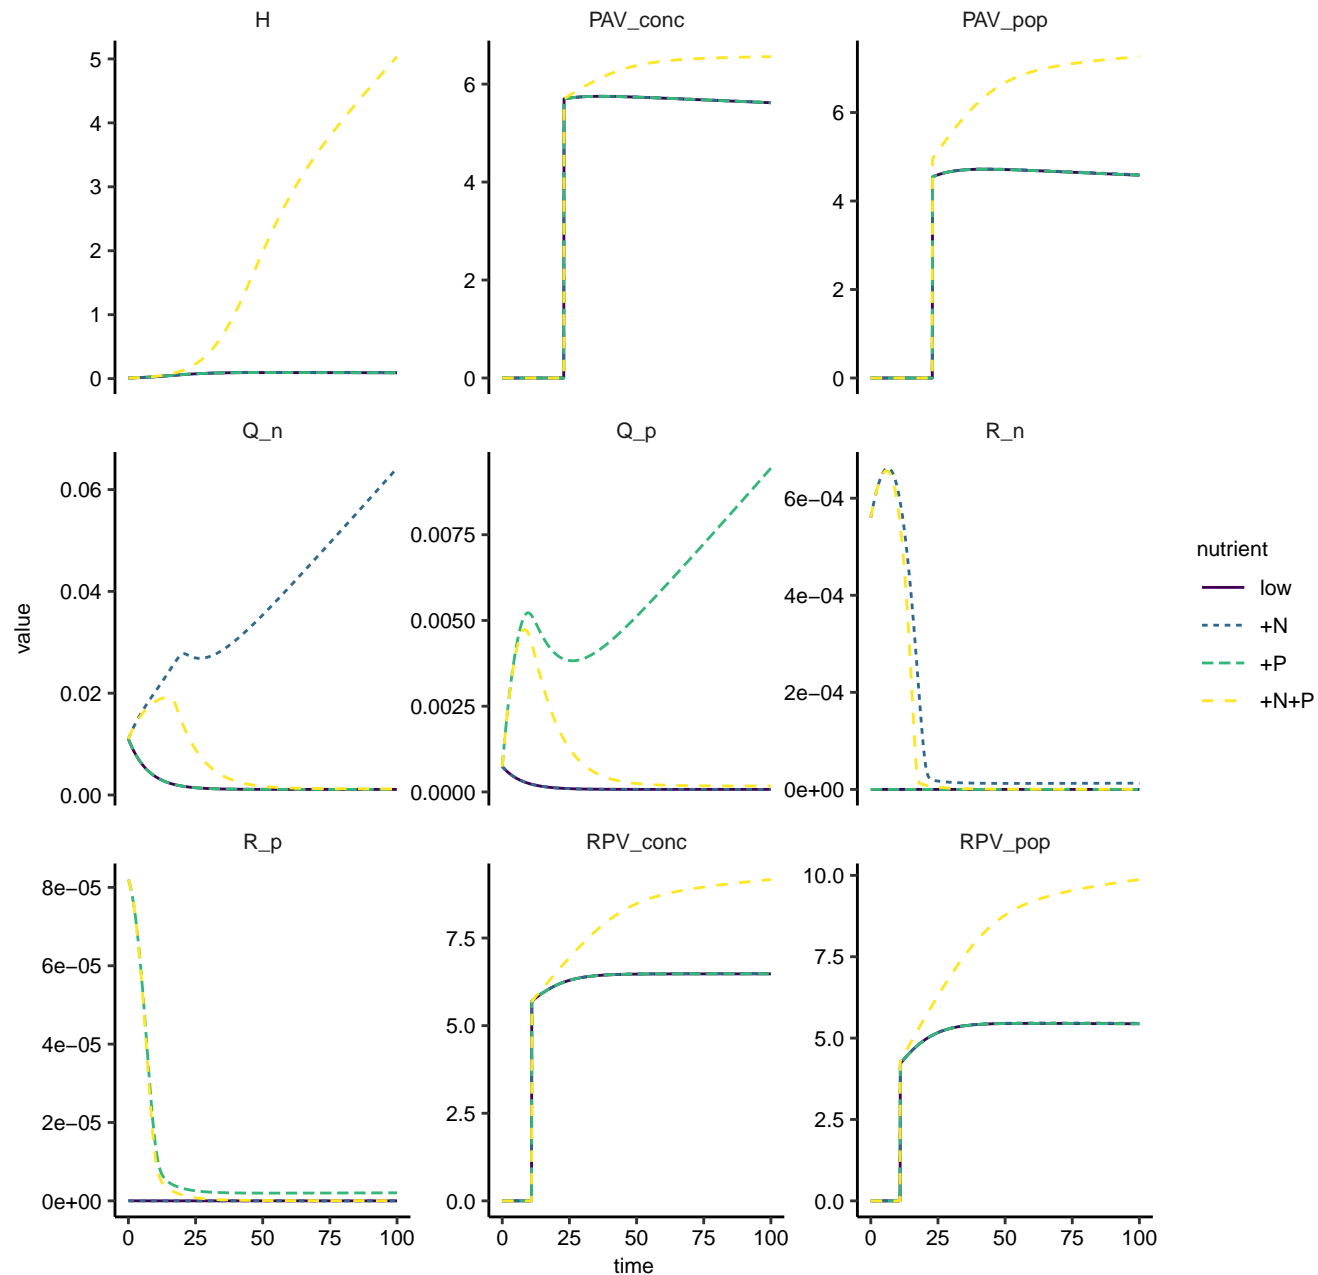 H
PAV_conc
PAV_pop
5
4
3
2
1
0
6
4
2
0
6
4
2
0
Q_n
Q_p
R_n
0.06
0.04
0.02
0.00
0.0075
0.0050
0.0025
0.0000
6e−04
4e−04
2e−04
0e+00
value
nutrient
low
+N
+P
+N+P
R_p
RPV_conc
RPV_pop
8e−05
6e−05
4e−05
2e−05
0e+00
7.5
5.0
2.5
0.0
10.0
7.5
5.0
2.5
0.0
0 25 50 75 100
0 25 50 75 100
0 25 50 75 100
time